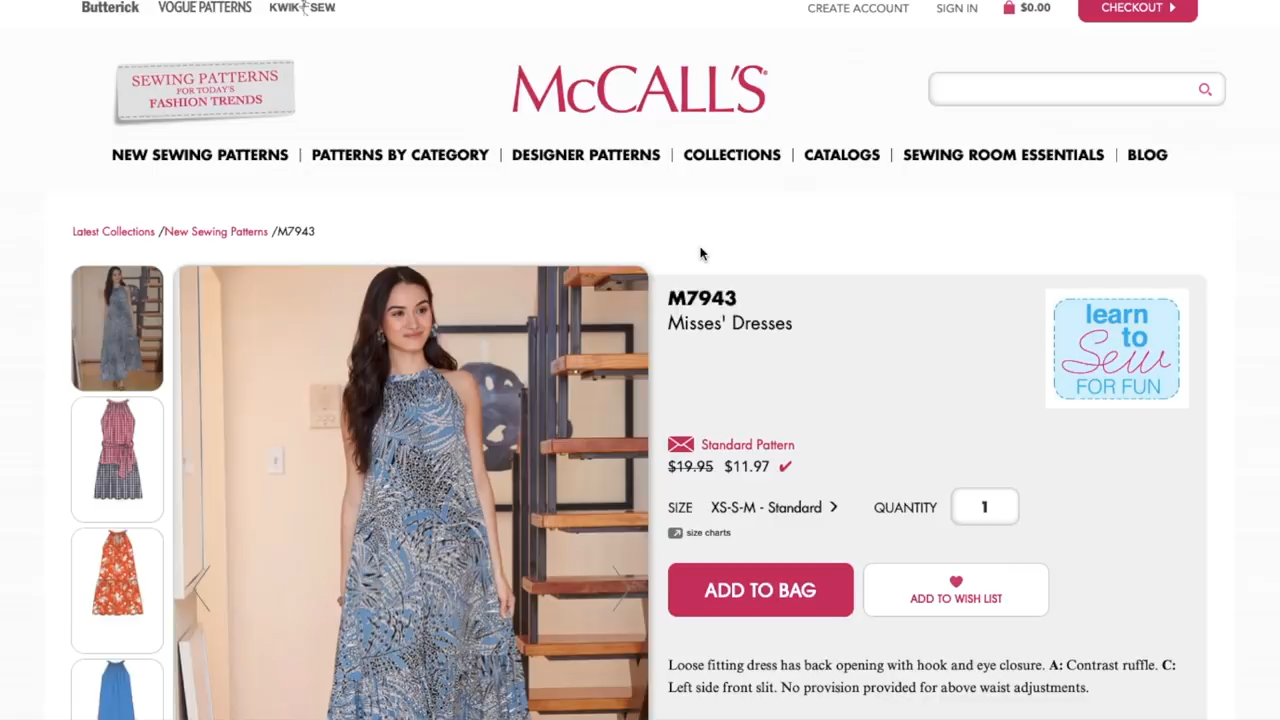 Butterick VOGUE PATTERNS KWIK SEW CREATE ACCOUNT SIGN IN $0.00 CHECKOUT
SEWING PATTERNS
FOR TODAY'S
FASHION TRENDS
McCALL'S
NEW SEWING PATTERNS | PATTERNS BY CATEGORY | DESIGNER PATTERNS | COLLECTIONS | CATALOGS | SEWING ROOM ESSENTIALS | BLOG
Latest Collections /New Sewing Patterns /M7943
M7943
Misses' Dresses
learn
to
Sew
FOR FUN
Standard Pattern
$19.95 $11.97
SIZE XS-S-M - Standard QUANTITY 1
size charts
ADD TO BAG
ADD TO WISH LIST
Loose fitting dress has back opening with hook and eye closure. A: Contrast ruffle. C:
Left side front slit. No provision provided for above waist adjustments.